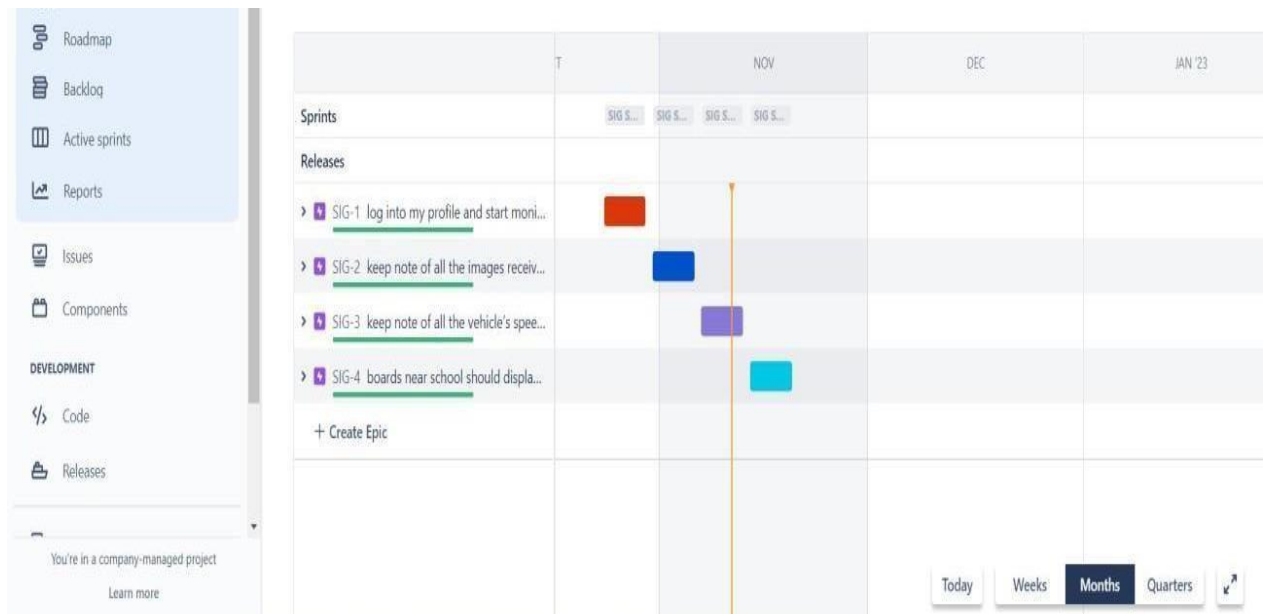 Roadmap
Backlog
Active sprints
Reports
Issues
Components
DEVELOPMENT
Code
Releases
You're in a company-managed project
Learn more
T NOV DEC JAN '23
Sprints SIG S... SIG S... SIG S... SIG S...
Releases
SIG-1 log into my profile and start moni...
SIG-2 keep note of all the images receiv...
SIG-3 keep note of all the vehicle's spee...
SIG-4 boards near school should displa...
+ Create Epic
Today Weeks Months Quarters